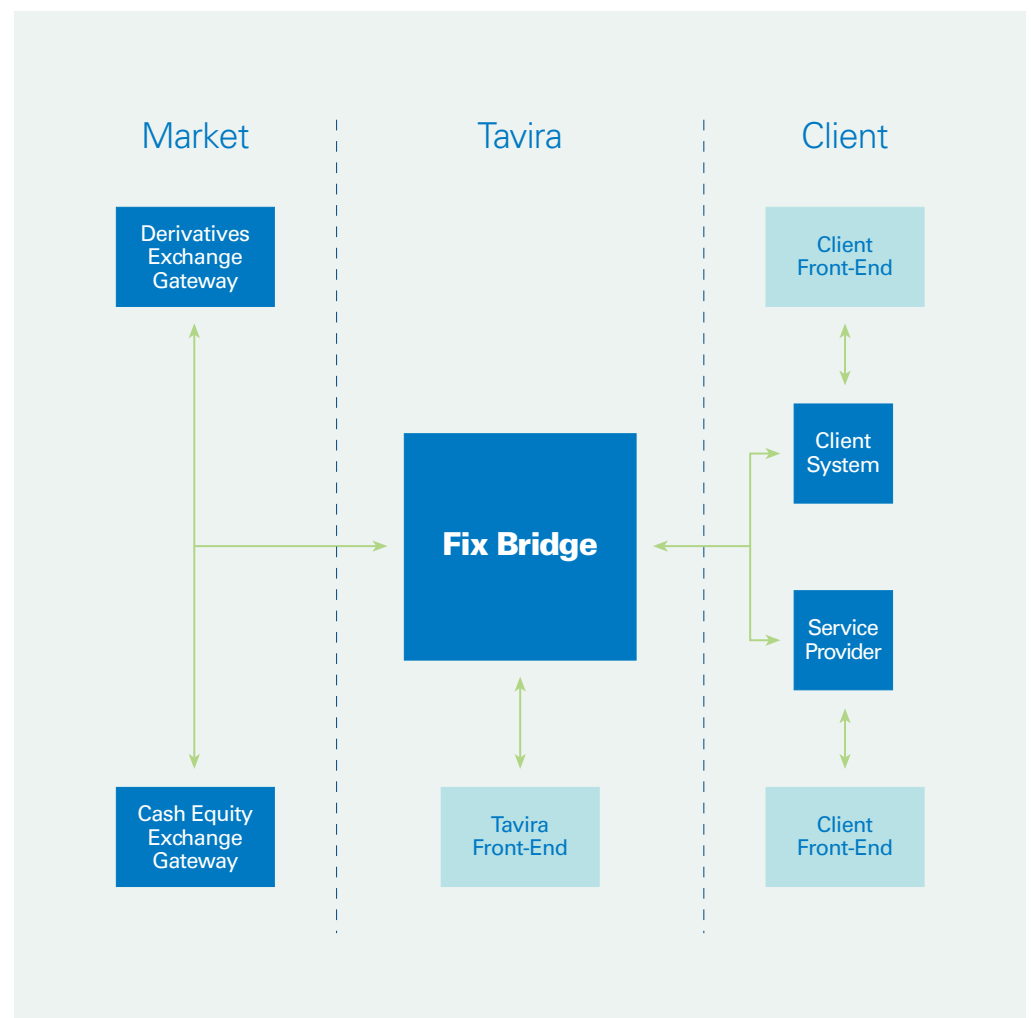 Market
Tavira
Client
Derivatives
Exchange
Gateway
Client
Front-End
Client
System
Fix Bridge
Service
Provider
Cash Equity
Exchange
Gateway
Tavira
Front-End
Client
Front-End